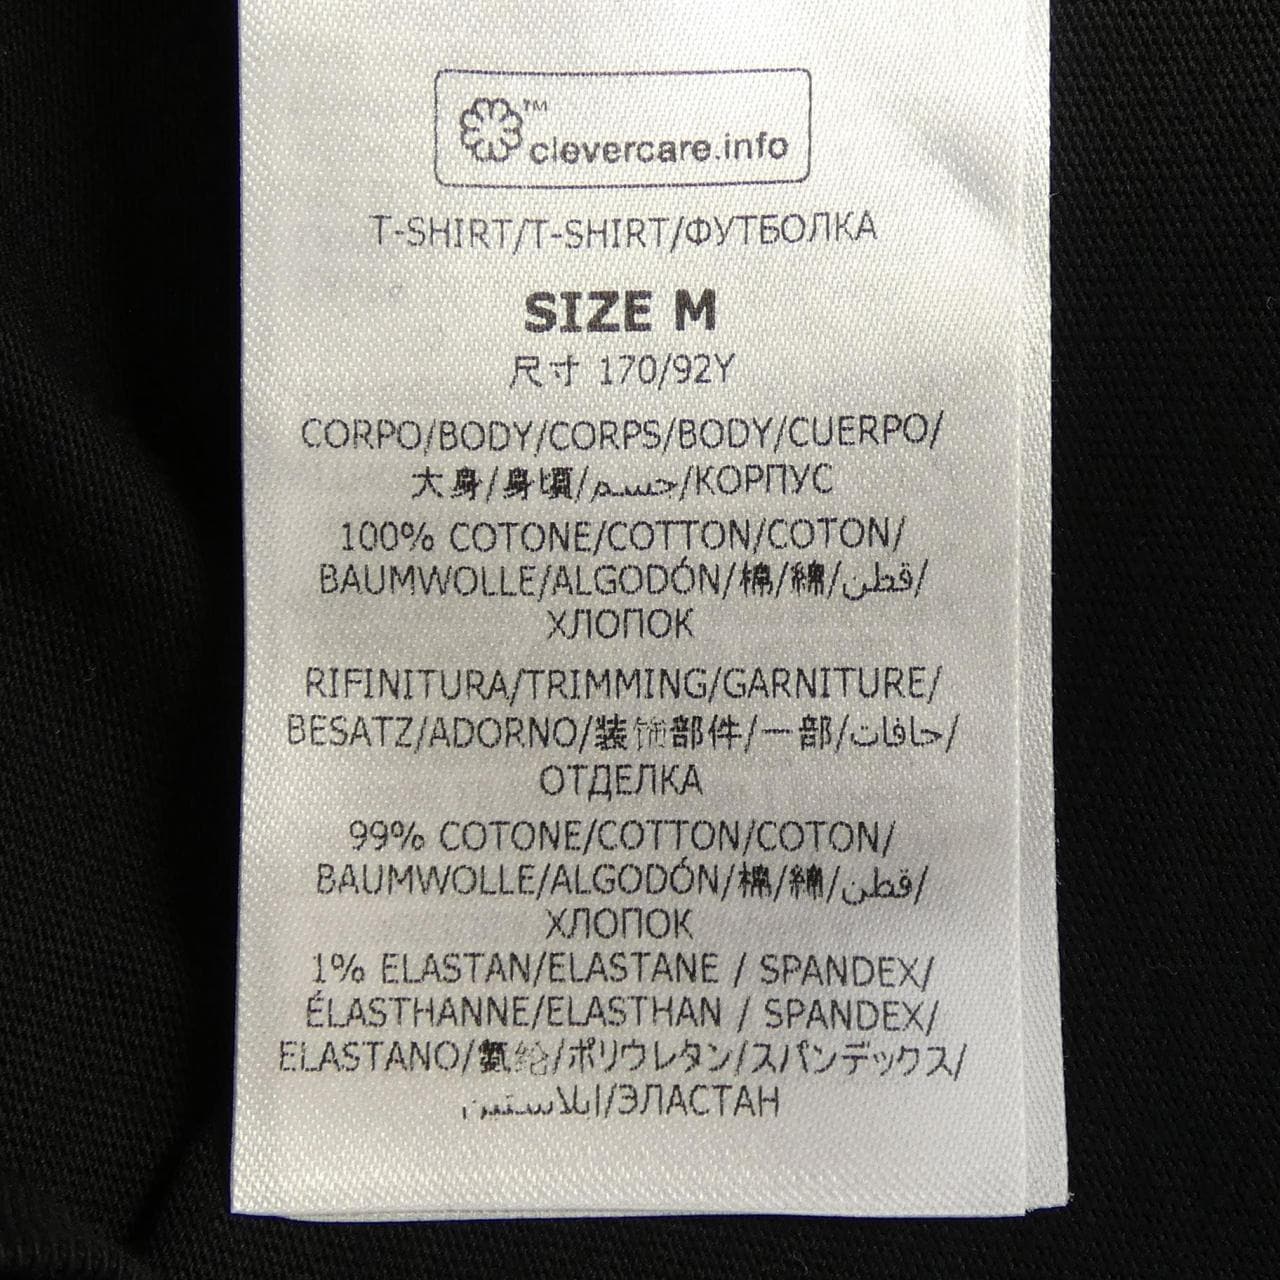 ™
clevercare.info
T-SHIRT/T-SHIRT/ФУТБОЛКА
SIZE M
尺寸 170/92Y
CORPO/BODY/CORPS/BODY/CUERPO/
大身/身頃/جسم/КОРПУС
100% COTONE/COTTON/COTON/
BAUMWOLLE/ALGODÓN/棉/綿/قطن/
ХЛОПОК
RIFINITURA/TRIMMING/GARNITURE/
BESATZ/ADORNO/装饰部件/一部/حافات/
ОТДЕЛКА
99% COTONE/COTTON/COTON/
BAUMWOLLE/ALGODÓN/棉/綿/قطن/
ХЛОПОК
1% ELASTAN/ELASTANE / SPANDEX/
ÉLASTHANNE/ELASTHAN / SPANDEX/
ELASTANO/氨纶/ポリウレタン/スパンデックス/
ايلاستين/ЭЛАСТАН